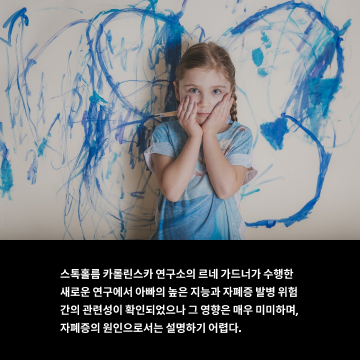 스톡홀름 카롤린스카 연구소의 르네 가드너가 수행한
새로운 연구에서 아빠의 높은 지능과 자폐증 발병 위험
간의 관련성이 확인되었으나 그 영향은 매우 미미하며,
자폐증의 원인으로서는 설명하기 어렵다.